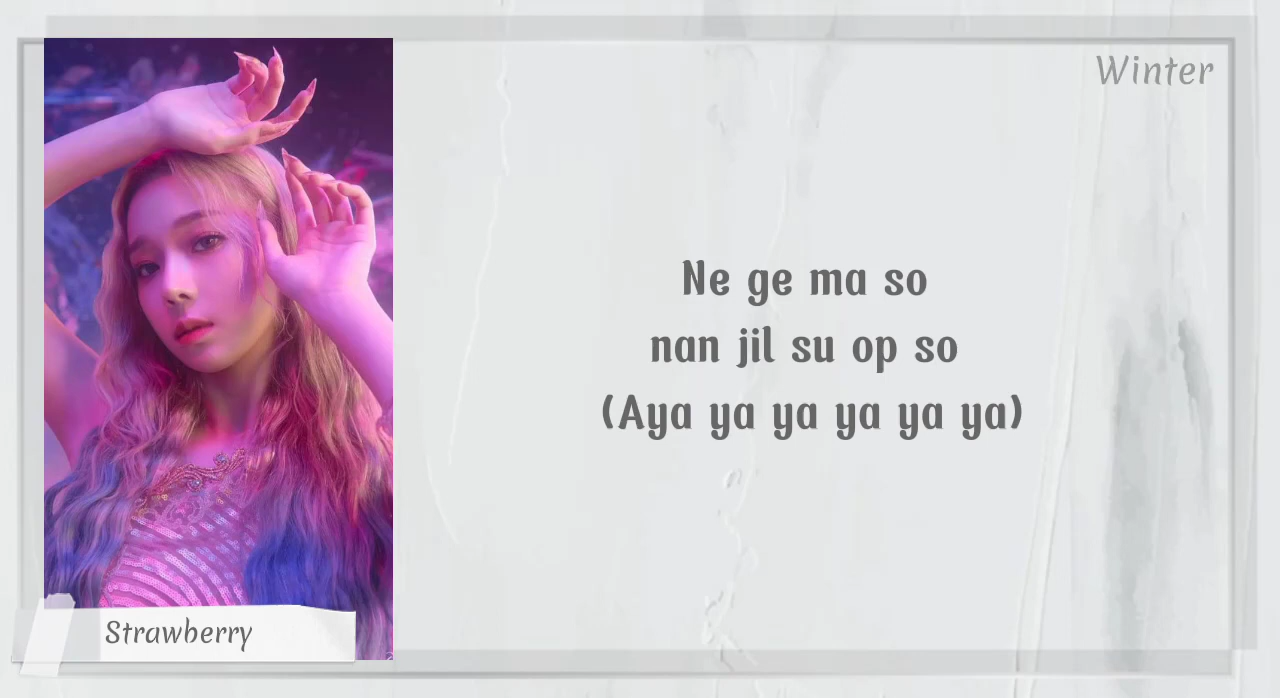 Winter
Ne ge ma so
nan jil su op so
(Aya ya ya ya ya ya)
Strawberry